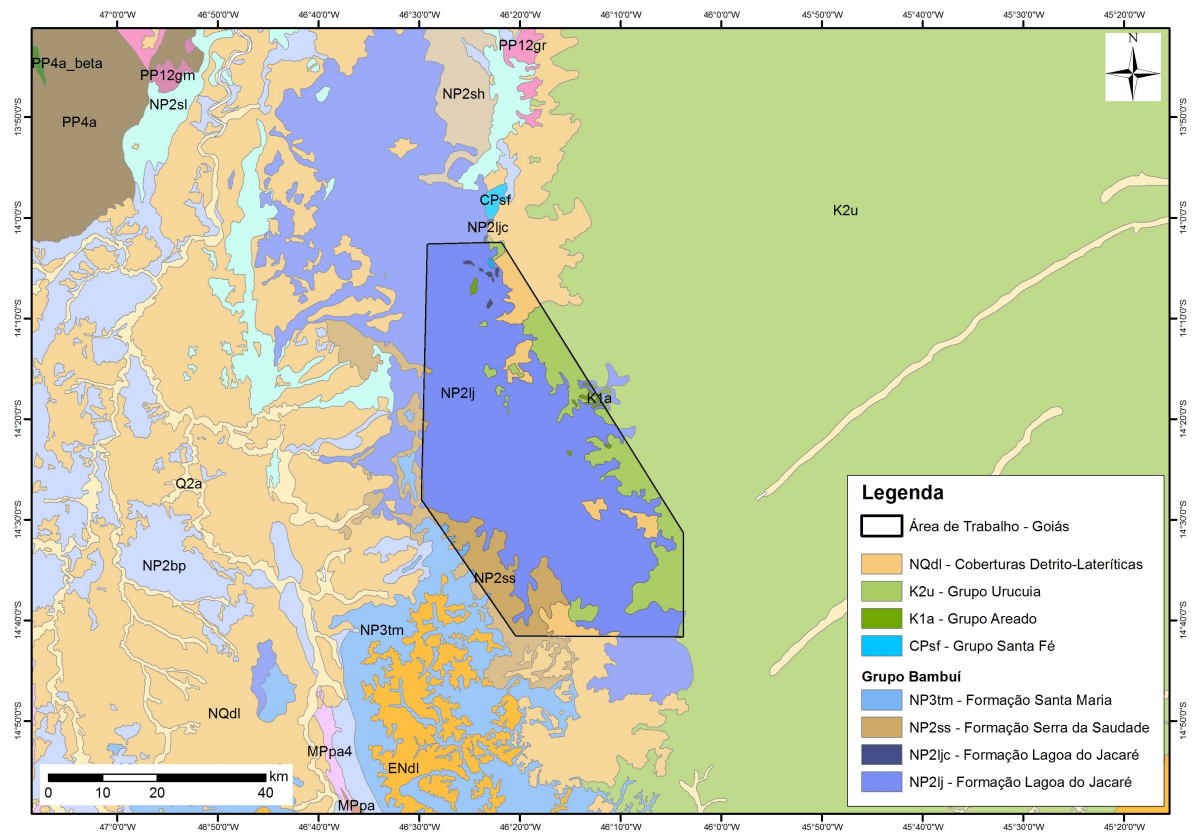 47°0'0"O 46°50'0"O 46°40'0"O 46°30'0"O 46°20'0"O 46°10'0"O 46°0'0"O 45°50'0"O 45°40'0"O 45°30'0"O 45°20'0"O
N
PP4a_beta
PP12gm
NP2sl
PP4a
NP2sh
PP12gr
CPsf
NP2ljc
K2u
NP2lj
K1a
Q2a
NP2bp
NP2ss
NP3tm
NQdl
MPpa4
ENdl
MPpa
13°50'0"S
14°0'0"S
14°10'0"S
14°20'0"S
14°30'0"S
14°40'0"S
14°50'0"S
13°50'0"S
14°0'0"S
14°10'0"S
14°20'0"S
14°30'0"S
14°40'0"S
14°50'0"S
Legenda
Área de Trabalho - Goiás
NQdl - Coberturas Detrito-Lateríticas
K2u - Grupo Urucuia
K1a - Grupo Areado
CPsf - Grupo Santa Fé
Grupo Bambuí
NP3tm - Formação Santa Maria
NP2ss - Formação Serra da Saudade
NP2ljc - Formação Lagoa do Jacaré
NP2lj - Formação Lagoa do Jacaré
km
0 10 20 40
47°0'0"O 46°50'0"O 46°40'0"O 46°30'0"O 46°20'0"O 46°10'0"O 46°0'0"O 45°50'0"O 45°40'0"O 45°30'0"O 45°20'0"O